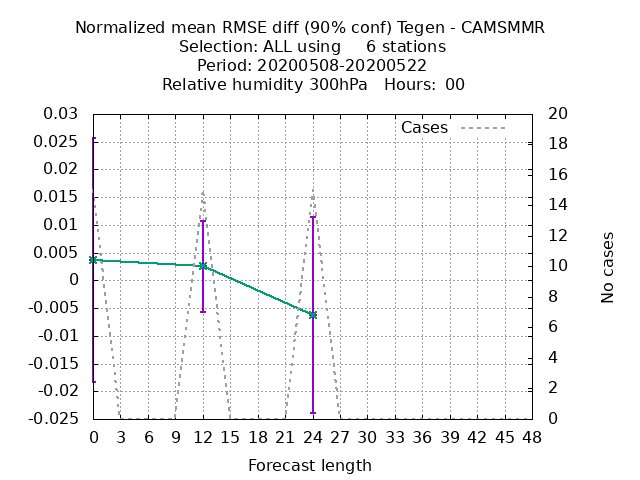 Normalized mean RMSE diff (90% conf) Tegen - CAMSMMR
Selection: ALL using     6 stations
Period: 20200508-20200522
Relative humidity 300hPa   Hours:  00
0.03
0.025
0.02
0.015
0.01
0.005
0
-0.005
-0.01
-0.015
-0.02
-0.025
Cases
20
18
16
14
12
10
8
6
4
2
0
No cases
0 3 6 9 12 15 18 21 24 27 30 33 36 39 42 45 48
Forecast length